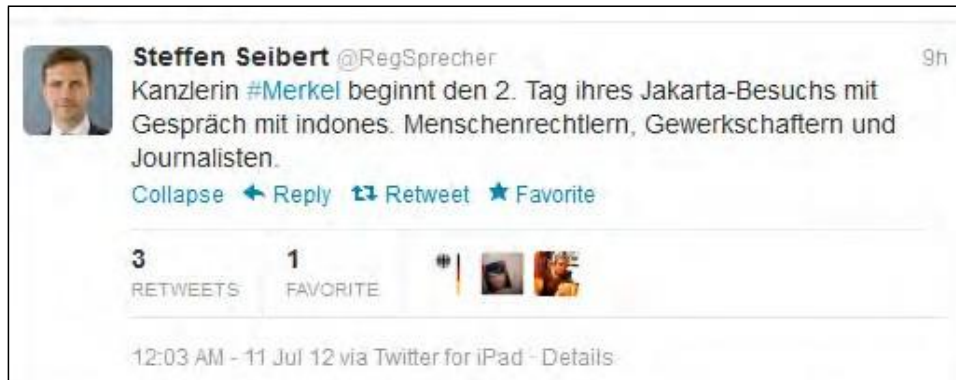 Steffen Seibert @RegSprecher 9h
Kanzlerin #Merkel beginnt den 2. Tag ihres Jakarta-Besuchs mit
Gespräch mit indones. Menschenrechtlern, Gewerkschaftern und
Journalisten.
Collapse Reply Retweet Favorite
3 1
RETWEETS FAVORITE
12:03 AM - 11 Jul 12 via Twitter for iPad · Details